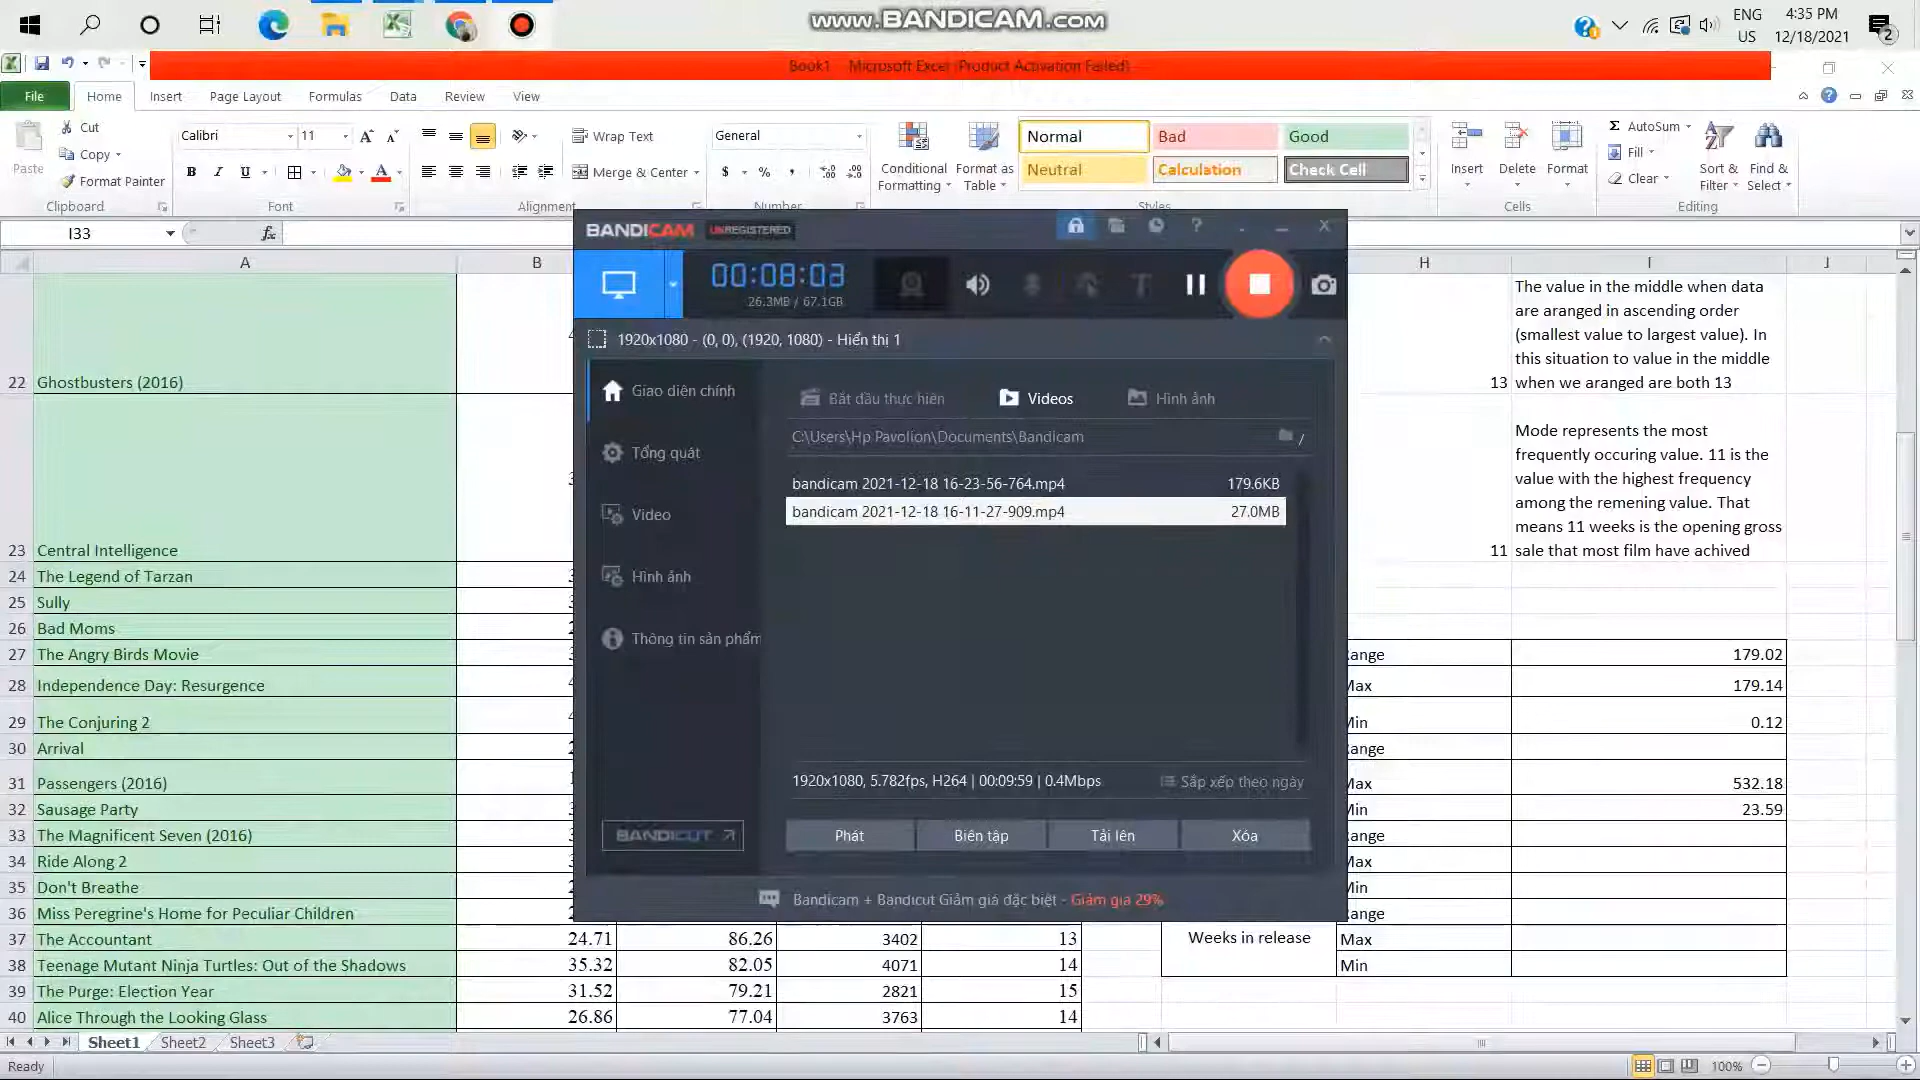 www.BANDICAM.com
ENG
US
4:35 PM
12/18/2021
2
Book1 - Microsoft Excel (Product Activation Failed)
File
Home
Insert
Page Layout
Formulas
Data
Review
View
Paste
Cut
Copy
Format Painter
Clipboard
Calibri
11
B
I
U
Font
Wrap Text
Merge & Center
Alignment
General
$
%
Number
Conditional
Formatting
Format as
Table
Normal
Bad
Good
Neutral
Calculation
Check Cell
Styles
Insert
Delete
Format
Cells
AutoSum
Fill
Clear
Sort &
Filter
Find &
Select
Editing
I33
fx
A
B
H
I
J
22 Ghostbusters (2016)
23 Central Intelligence
24 The Legend of Tarzan
25 Sully
26 Bad Moms
27 The Angry Birds Movie
28 Independence Day: Resurgence
29 The Conjuring 2
30 Arrival
31 Passengers (2016)
32 Sausage Party
33 The Magnificent Seven (2016)
34 Ride Along 2
35 Don't Breathe
36 Miss Peregrine's Home for Peculiar Children
37 The Accountant 24.71 86.26 3402 13
38 Teenage Mutant Ninja Turtles: Out of the Shadows 35.32 82.05 4071 14
39 The Purge: Election Year 31.52 79.21 2821 15
40 Alice Through the Looking Glass 26.86 77.04 3763 14
BANDICAM UNREGISTERED
00:08:03
26.3MB / 67.1GB
1920x1080 - (0, 0), (1920, 1080) - Hiển thị 1
Giao diện chính
Tổng quát
Video
Hình ảnh
Thông tin sản phẩm
Bắt đầu thực hiện
Videos
Hình ảnh
C:\Users\Hp Pavolion\Documents\Bandicam
/
bandicam 2021-12-18 16-23-56-764.mp4 179.6KB
bandicam 2021-12-18 16-11-27-909.mp4 27.0MB
1920x1080, 5.782fps, H264 | 00:09:59 | 0.4Mbps
Sắp xếp theo ngày
Phát
Biên tập
Tải lên
Xóa
BANDICUT
Bandicam + Bandicut Giảm giá đặc biệt - Giảm giá 29%
The value in the middle when data
are aranged in ascending order
(smallest value to largest value). In
this situation to value in the middle
13 when we aranged are both 13
Mode represents the most
frequently occuring value. 11 is the
value with the highest frequency
among the remening value. That
means 11 weeks is the opening gross
11 sale that most film have achived
ange 179.02
Max 179.14
Min 0.12
ange
Max 532.18
Min 23.59
ange
Max
Min
ange
Weeks in release
Max
Min
Sheet1
Sheet2
Sheet3
Ready
100%